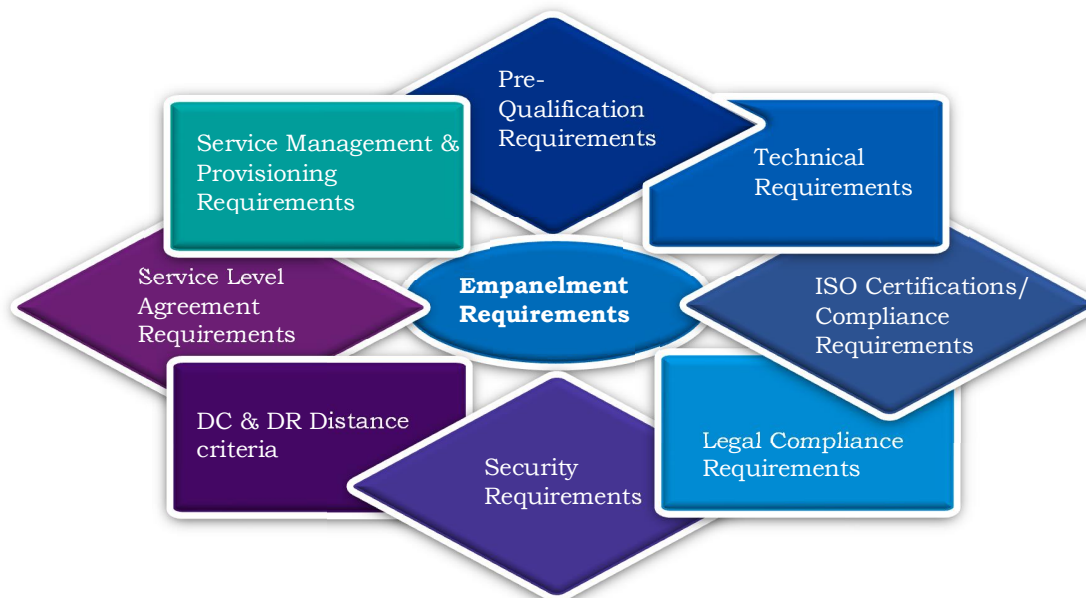 Pre-
Qualification
Requirements
Service Management &
Provisioning
Requirements
Technical
Requirements
Service Level
Agreement
Requirements
Empanelment
Requirements
ISO Certifications/
Compliance
Requirements
DC & DR Distance
criteria
Security
Requirements
Legal Compliance
Requirements